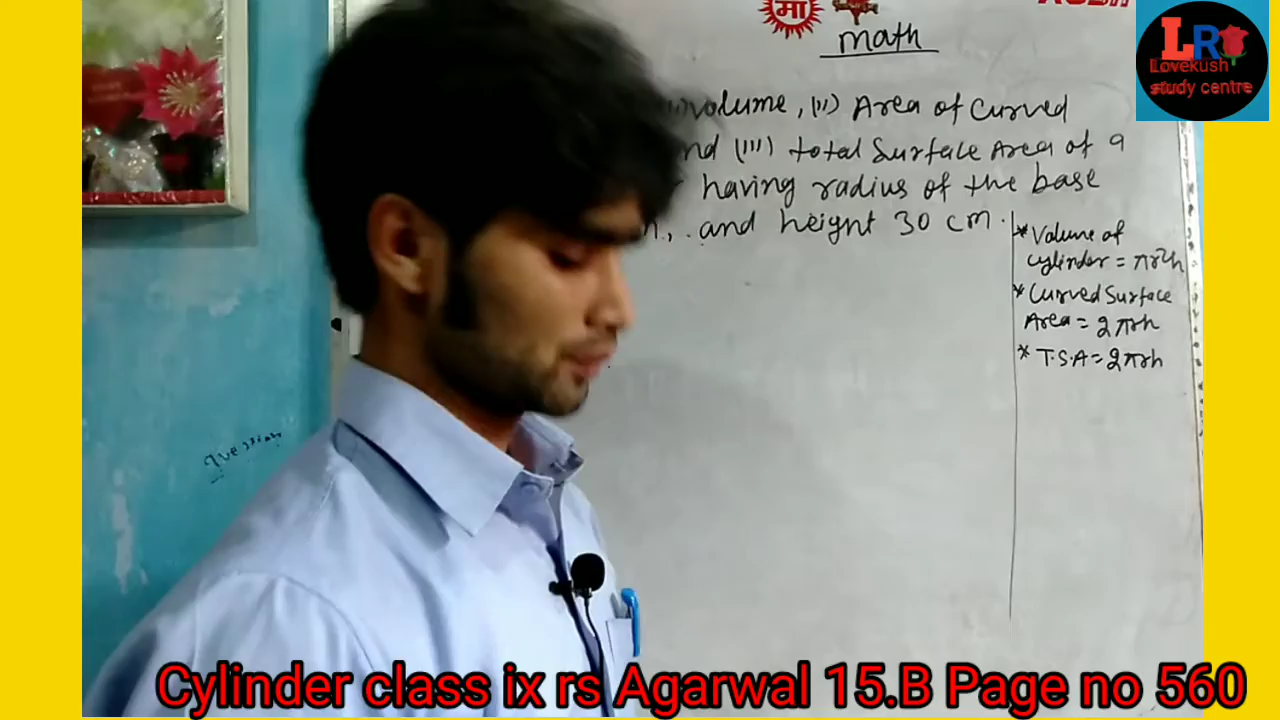 मा
math
LR
Lovekush
study centre
volume, (ii) Area of Curved
nd (iii) total Surface Area of a
having radius of the base
and height 30 cm.
* Volume of
cylinder = πr²h
* Curved Surface
Area = 2πrh
* T.S.A = 2πrh
question
Cylinder class ix rs Agarwal 15.B Page no 560